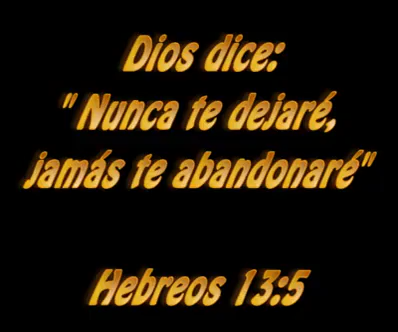 Dios dice:
" Nunca te dejaré,
jamás te abandonaré"
Hebreos 13:5